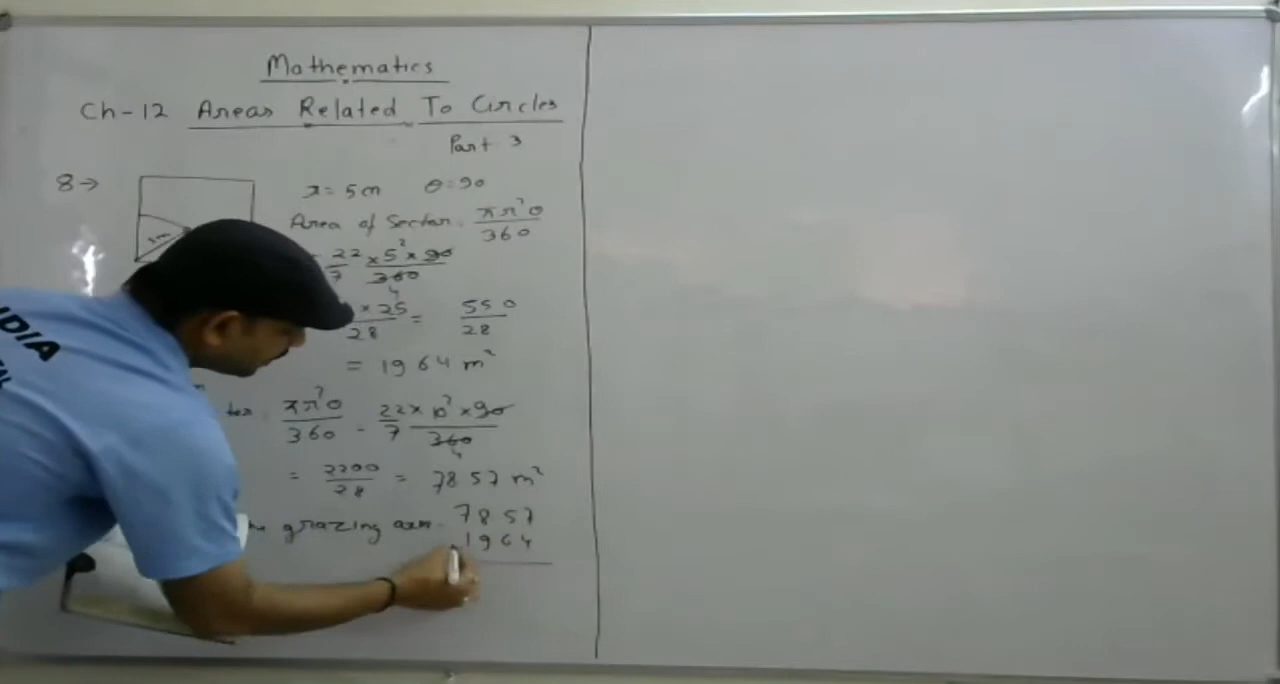 Mathematics
Ch-12 Areas Related To Circles
Part 3
8→
r = 5m θ=90
Area of Sector = πr²θ/360
= 22/7 × 5² × 90/360 4
× 25/28 = 550/28
= 19 64 m²
πr²θ/360 = 22/7 × 10² × 90/360 4
= 2200/28 = 78 57 m²
grazing area = 78 57
19 64